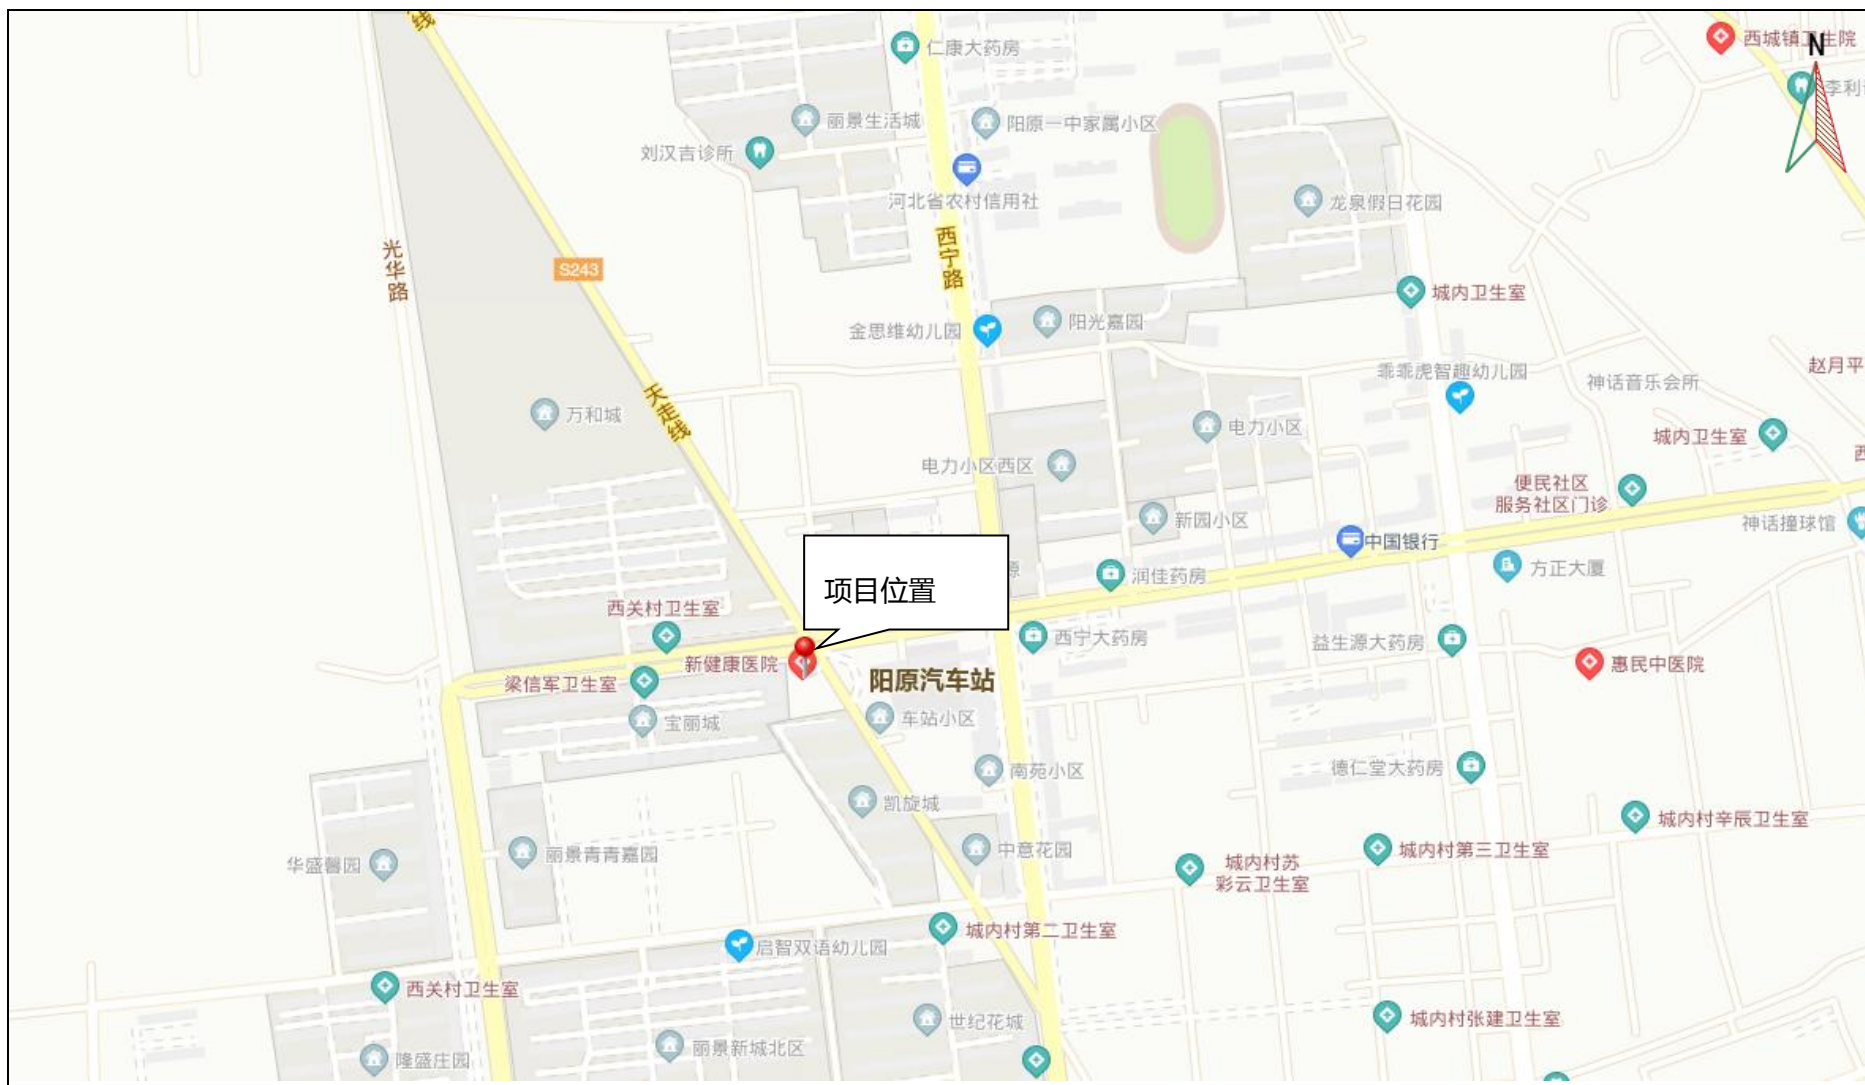 线
仁康大药房
西城镇卫生院
N
李利
丽景生活城
阳原一中家属小区
刘汉吉诊所
河北省农村信用社
龙泉假日花园
光华路
西宁路
S243
城内卫生室
金思维幼儿园
阳光嘉园
赵月平
乖乖虎智趣幼儿园
神话音乐会所
天走线
万和城
电力小区
城内卫生室
西
电力小区西区
便民社区
服务社区门诊
新园小区
神话撞球馆
中国银行
源
润佳药房
方正大厦
项目位置
西关村卫生室
西宁大药房
益生源大药房
新健康医院
惠民中医院
梁信军卫生室
阳原汽车站
宝丽城
车站小区
南苑小区
德仁堂大药房
凯旋城
城内村辛辰卫生室
华盛馨园
丽景青青嘉园
中意花园
城内村苏
彩云卫生室
城内村第三卫生室
启智双语幼儿园
城内村第二卫生室
西关村卫生室
世纪花城
城内村张建卫生室
隆盛庄园
丽景新城北区